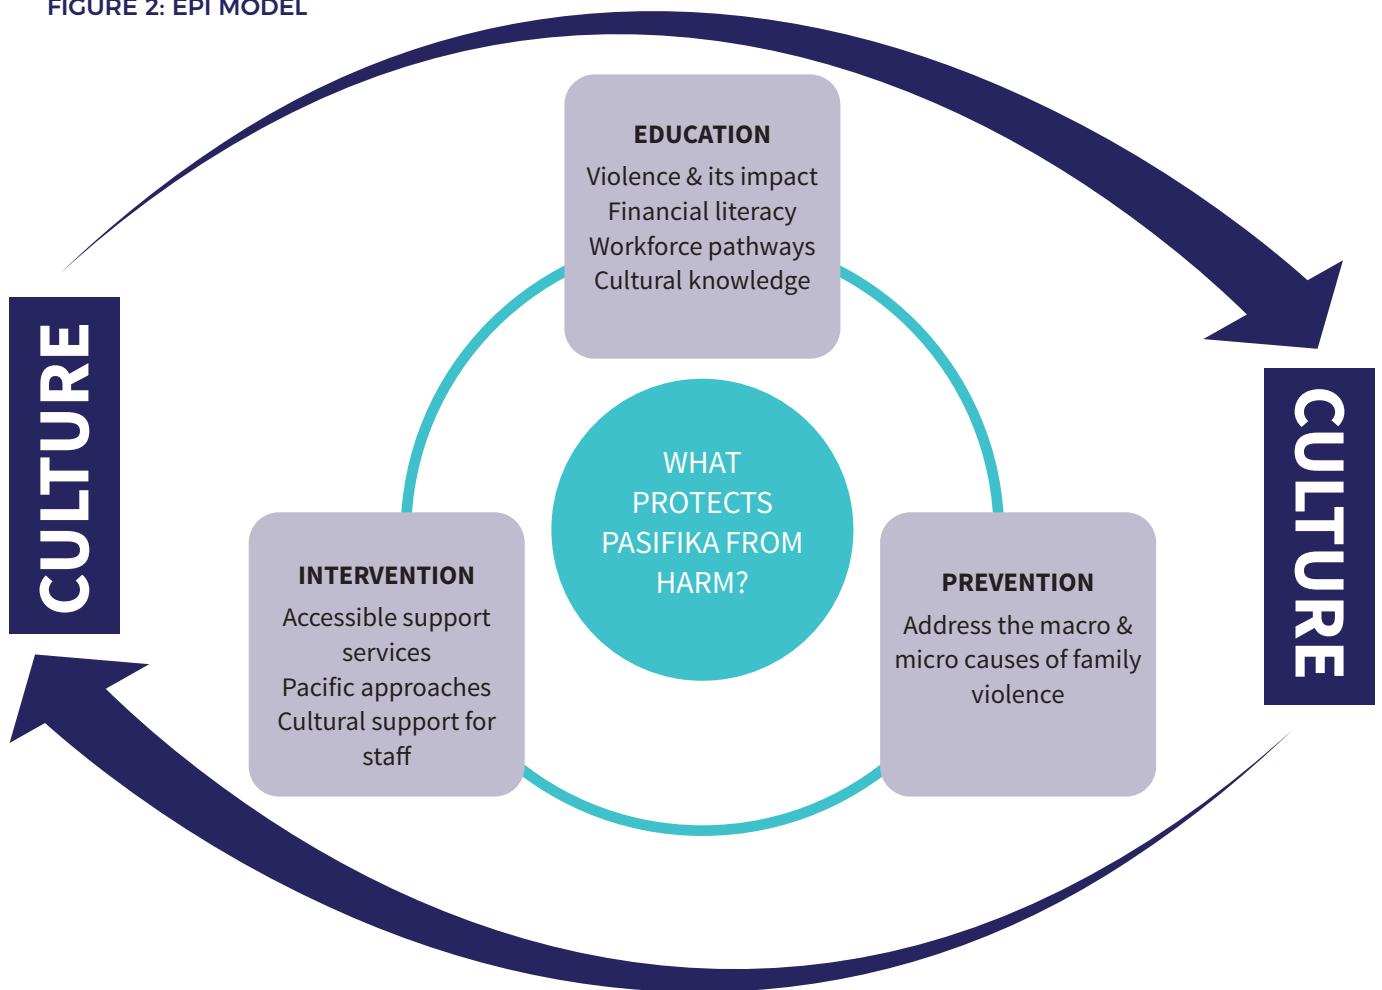 FIGURE 2: EPI MODEL
EDUCATION
Violence & its impact
Financial literacy
Workforce pathways
Cultural knowledge
CULTURE
CULTURE
WHAT
PROTECTS
PASIFIKA FROM
HARM?
INTERVENTION
Accessible support
services
Pacific approaches
Cultural support for
staff
PREVENTION
Address the macro &
micro causes of family
violence